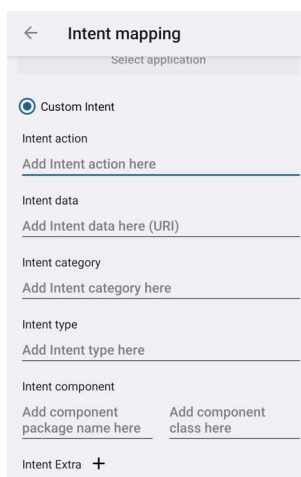 Intent mapping
Select application
Custom Intent
Intent action
Add Intent action here
Intent data
Add Intent data here (URI)
Intent category
Add Intent category here
Intent type
Add Intent type here
Intent component
Add component package name here
Add component class here
Intent Extra +